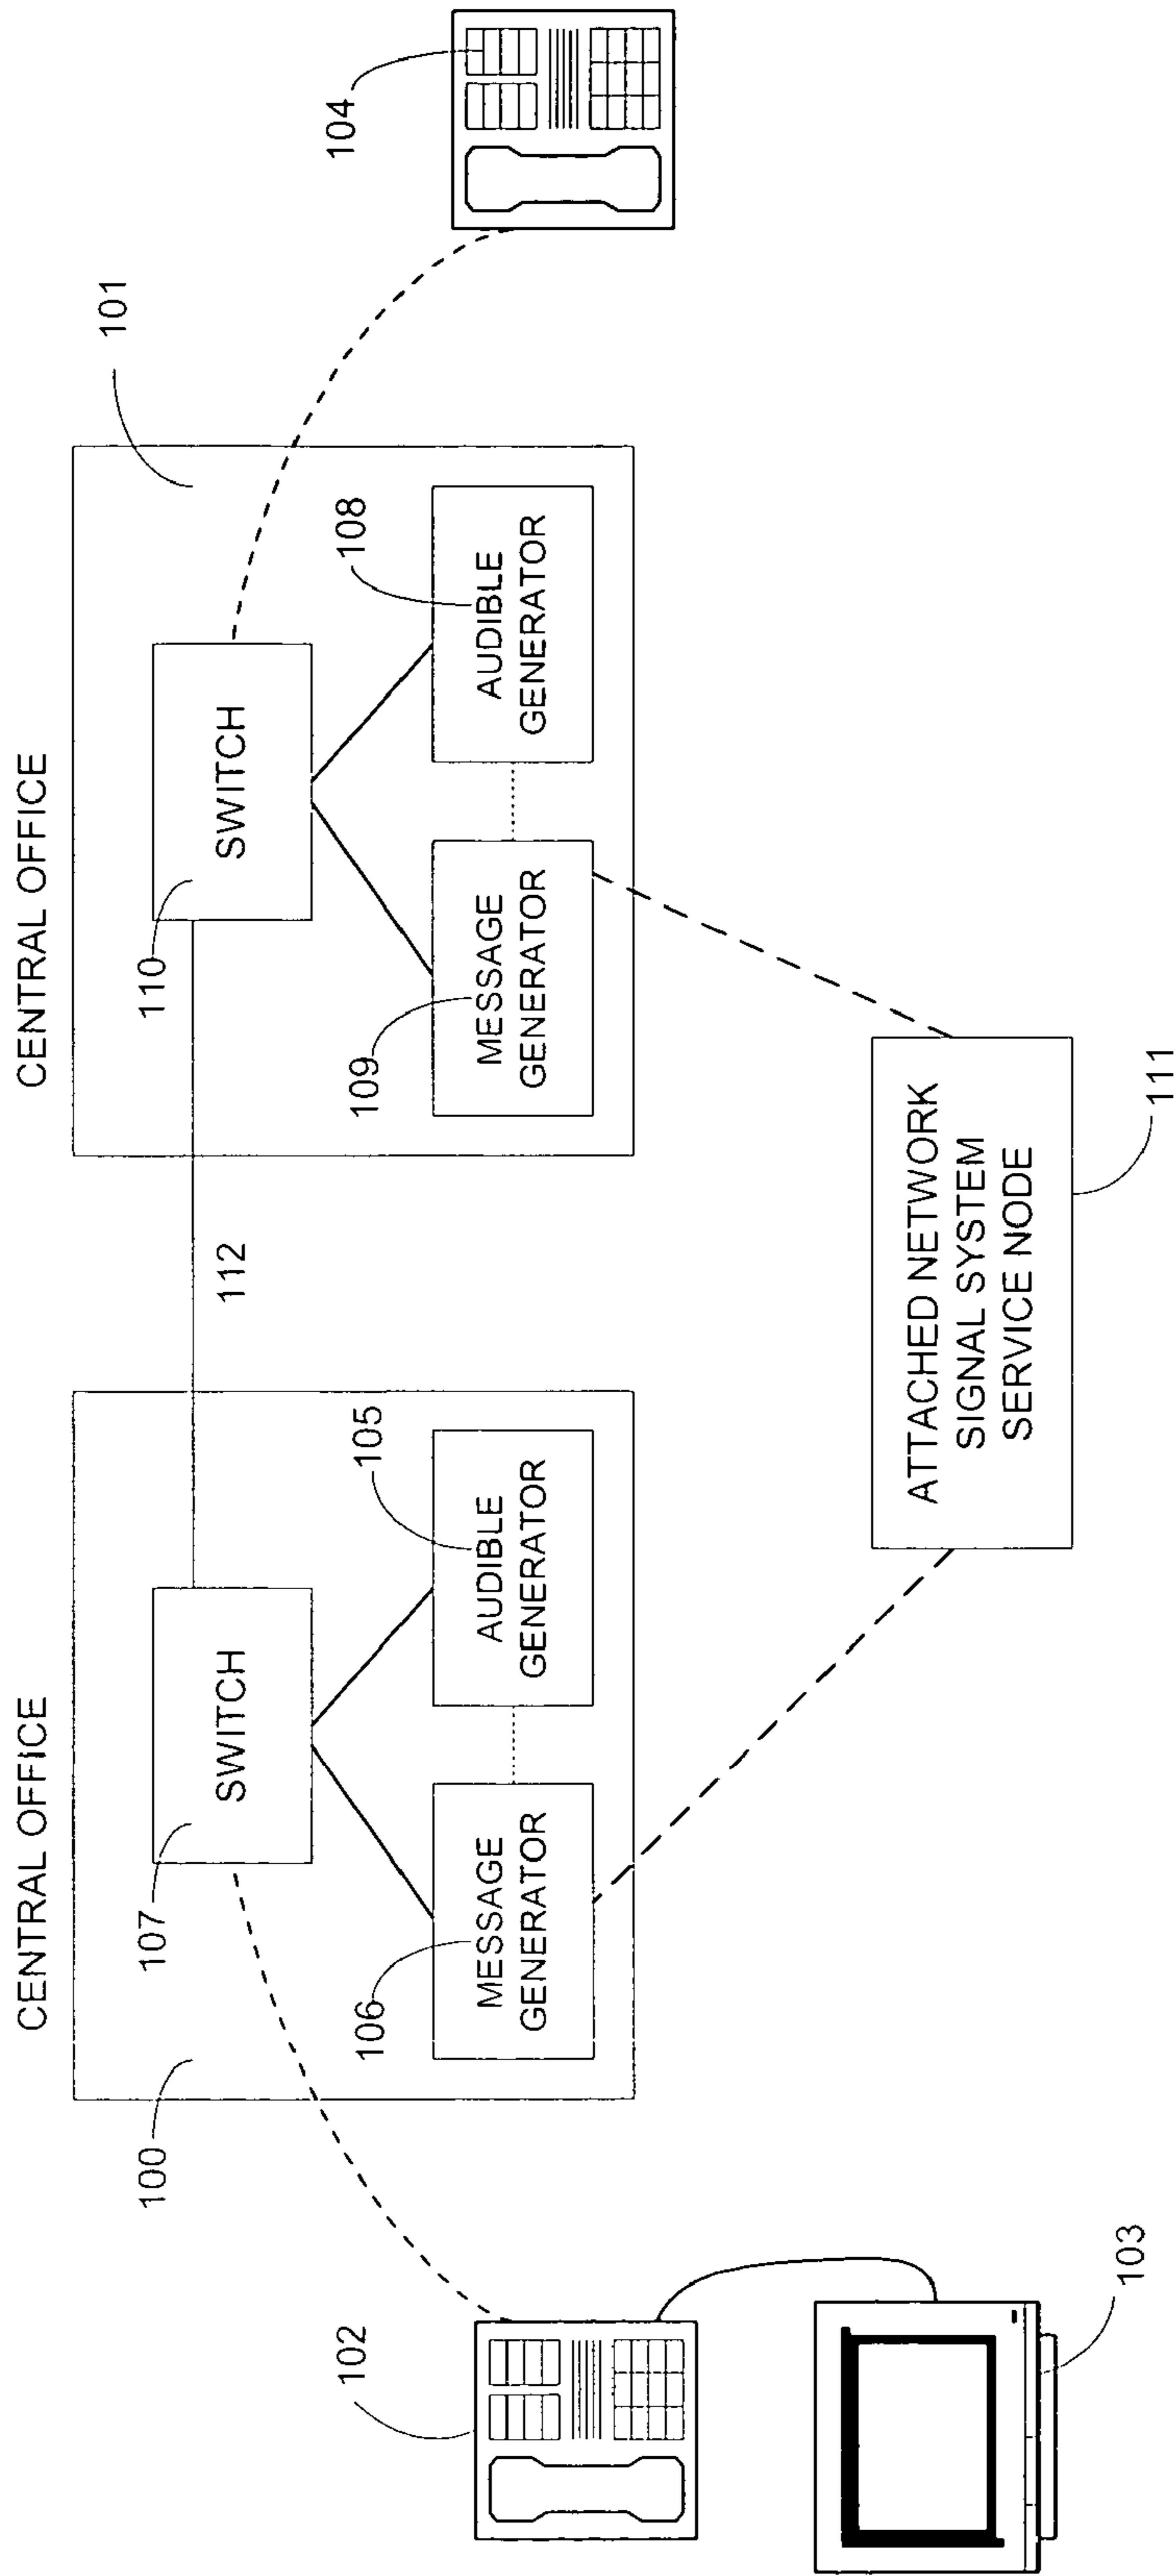 CENTRAL OFFICE
CENTRAL OFFICE
100
107
SWITCH
106
MESSAGE
GENERATOR
105
AUDIBLE
GENERATOR
112
101
110
SWITCH
109
MESSAGE
GENERATOR
108
AUDIBLE
GENERATOR
102
103
104
ATTACHED NETWORK
SIGNAL SYSTEM
SERVICE NODE
111